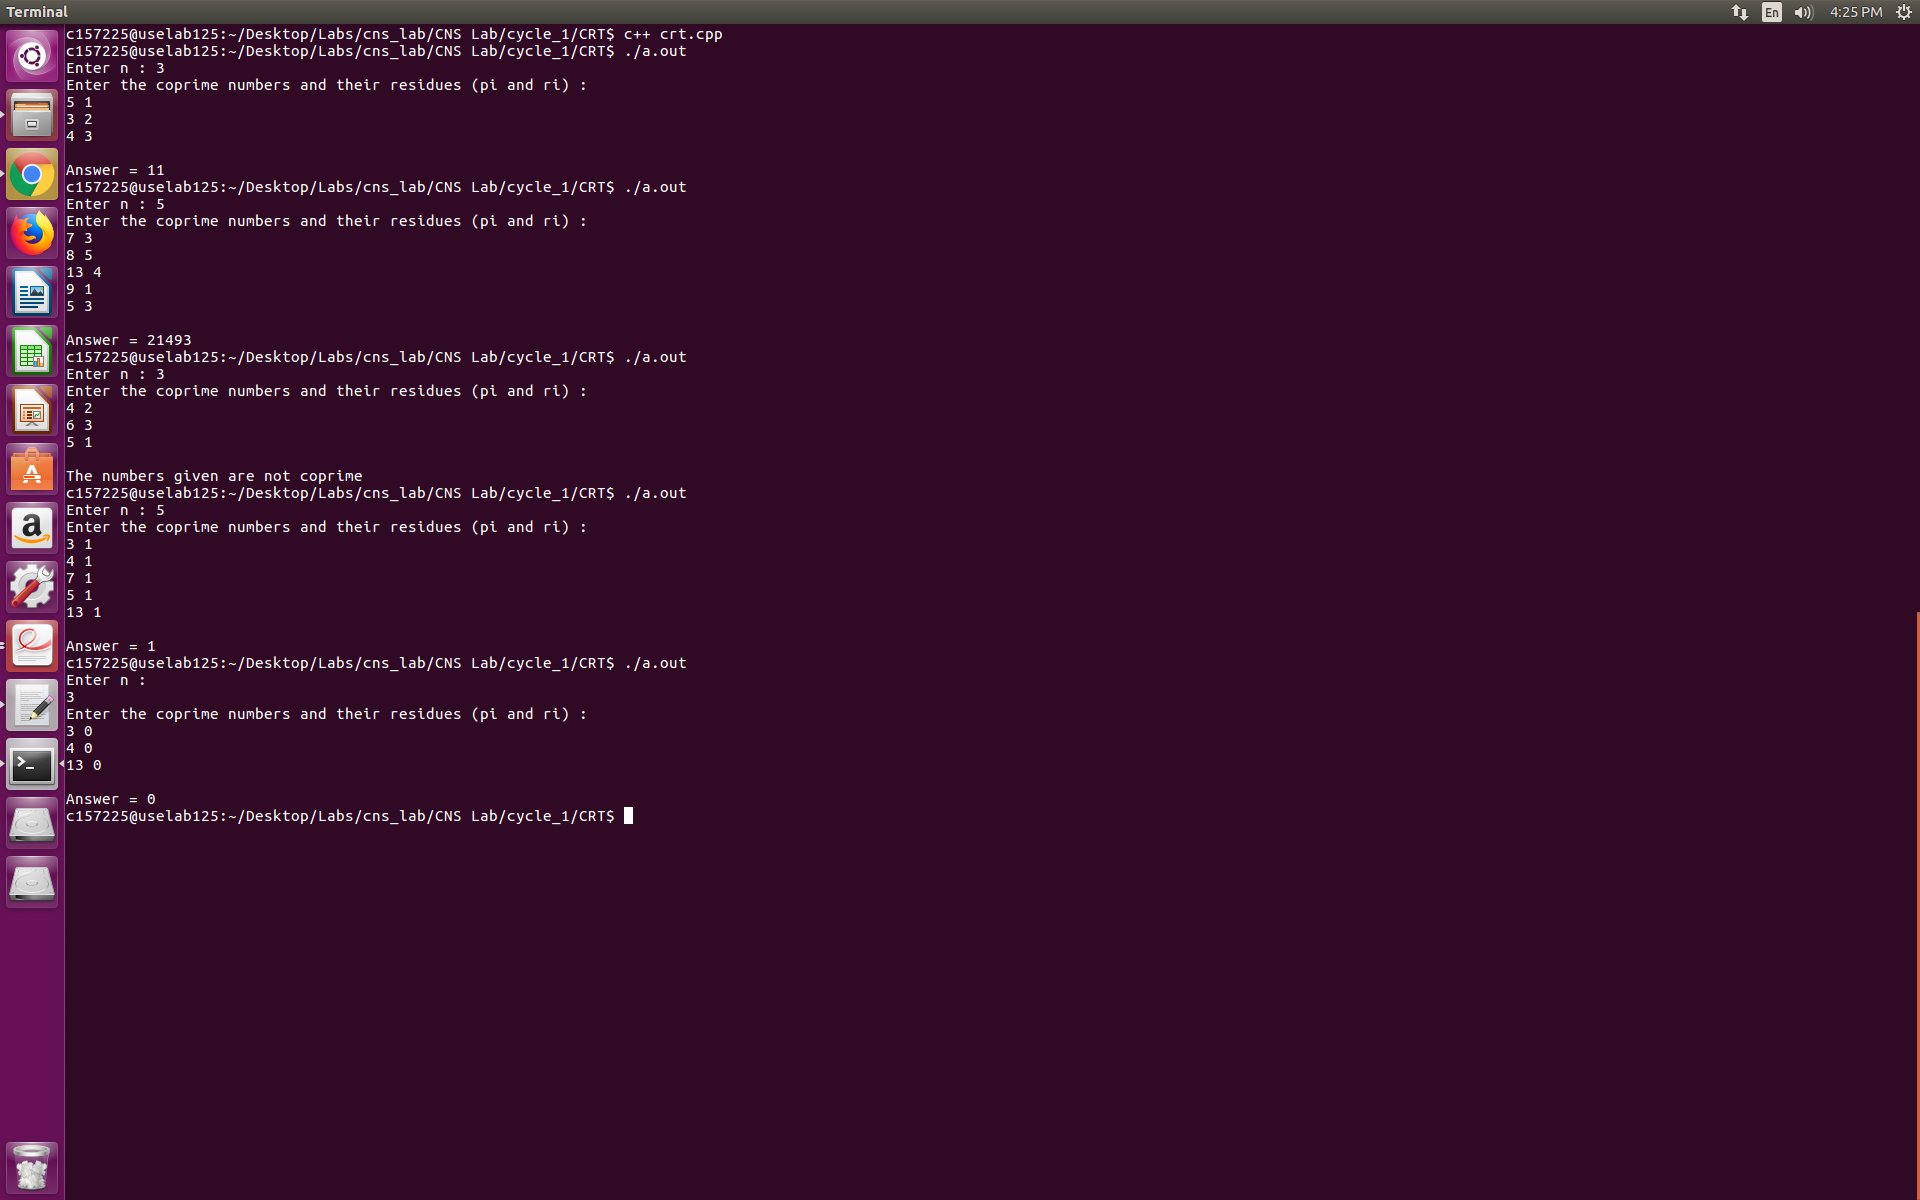 Terminal
En
4:25 PM
c157225@uselab125:~/Desktop/Labs/cns_lab/CNS Lab/cycle_1/CRT$ c++ crt.cpp
c157225@uselab125:~/Desktop/Labs/cns_lab/CNS Lab/cycle_1/CRT$ ./a.out
Enter n : 3
Enter the coprime numbers and their residues (pi and ri) :
5 1
3 2
4 3
Answer = 11
c157225@uselab125:~/Desktop/Labs/cns_lab/CNS Lab/cycle_1/CRT$ ./a.out
Enter n : 5
Enter the coprime numbers and their residues (pi and ri) :
7 3
8 5
13 4
9 1
5 3
Answer = 21493
c157225@uselab125:~/Desktop/Labs/cns_lab/CNS Lab/cycle_1/CRT$ ./a.out
Enter n : 3
Enter the coprime numbers and their residues (pi and ri) :
4 2
6 3
5 1
The numbers given are not coprime
c157225@uselab125:~/Desktop/Labs/cns_lab/CNS Lab/cycle_1/CRT$ ./a.out
Enter n : 5
Enter the coprime numbers and their residues (pi and ri) :
3 1
4 1
7 1
5 1
13 1
Answer = 1
c157225@uselab125:~/Desktop/Labs/cns_lab/CNS Lab/cycle_1/CRT$ ./a.out
Enter n :
3
Enter the coprime numbers and their residues (pi and ri) :
3 0
4 0
13 0
Answer = 0
c157225@uselab125:~/Desktop/Labs/cns_lab/CNS Lab/cycle_1/CRT$